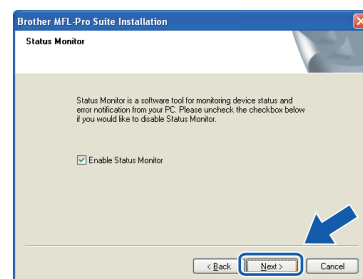 Brother MFL-Pro Suite Installation
Status Monitor
Status Monitor is a software tool for monitoring device status and
error notification from your PC. Please uncheck the checkbox below
if you would like to disable Status Monitor.
Enable Status Monitor
< Back Next > Cancel